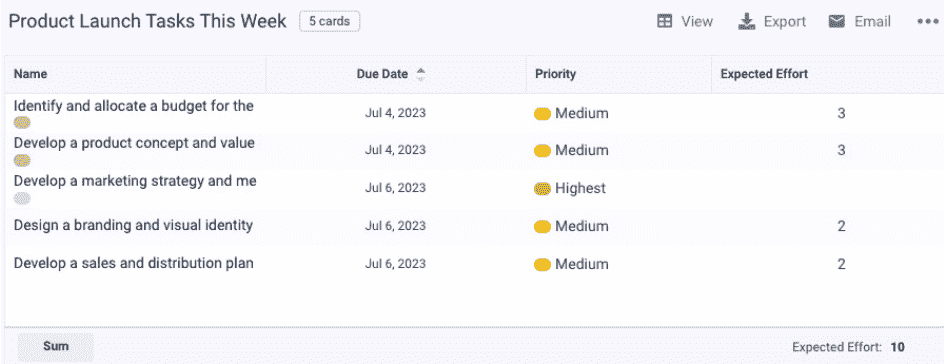 Product Launch Tasks This Week 5 cards View Export Email
Name Due Date Priority Expected Effort
Identify and allocate a budget for the Jul 4, 2023 Medium 3
Develop a product concept and value Jul 4, 2023 Medium 3
Develop a marketing strategy and me Jul 6, 2023 Highest
Design a branding and visual identity Jul 6, 2023 Medium 2
Develop a sales and distribution plan Jul 6, 2023 Medium 2
Sum Expected Effort: 10